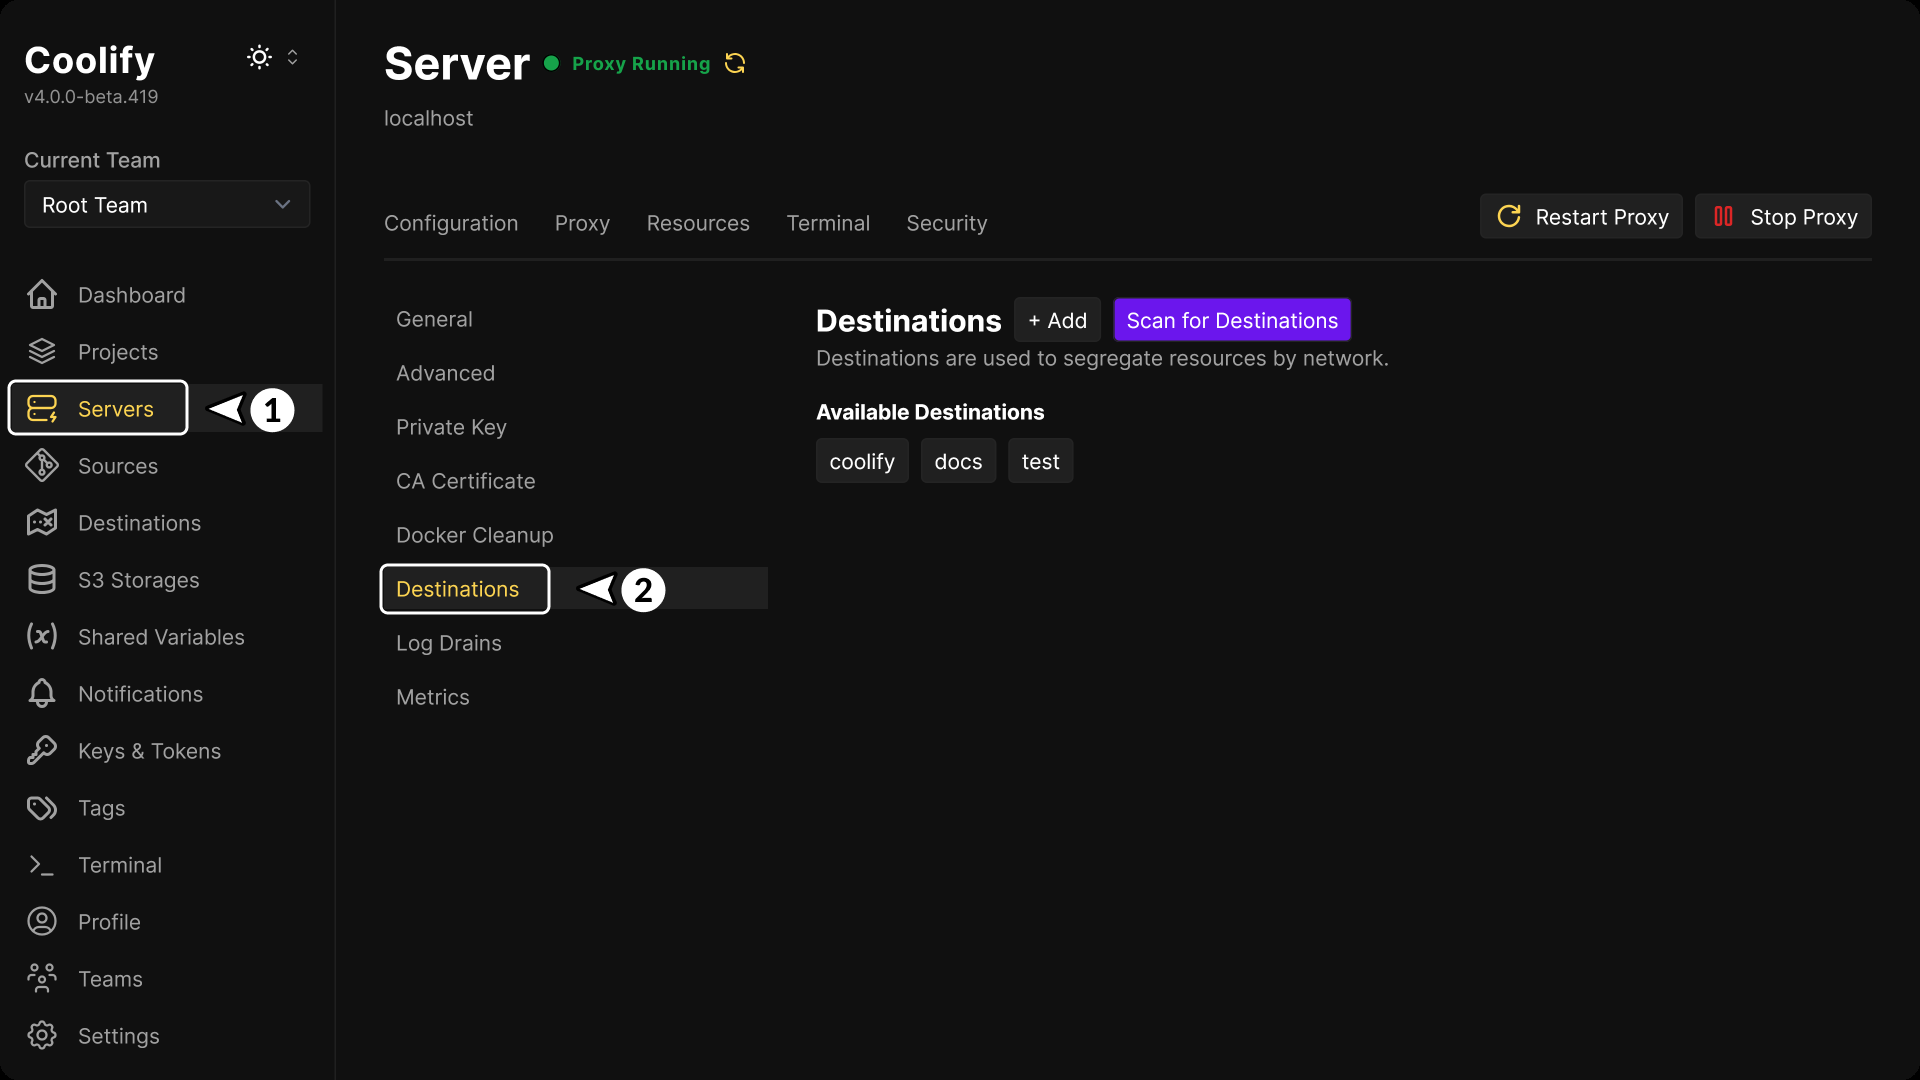 Coolify
v4.0.0-beta.419
Current Team
Root Team
Dashboard
Projects
Servers
1
Sources
Destinations
S3 Storages
Shared Variables
Notifications
Keys & Tokens
Tags
Terminal
Profile
Teams
Settings
Server Proxy Running
localhost
Configuration Proxy Resources Terminal Security
Restart Proxy Stop Proxy
General
Advanced
Private Key
CA Certificate
Docker Cleanup
Destinations
2
Log Drains
Metrics
Destinations + Add Scan for Destinations
Destinations are used to segregate resources by network.
Available Destinations
coolify docs test